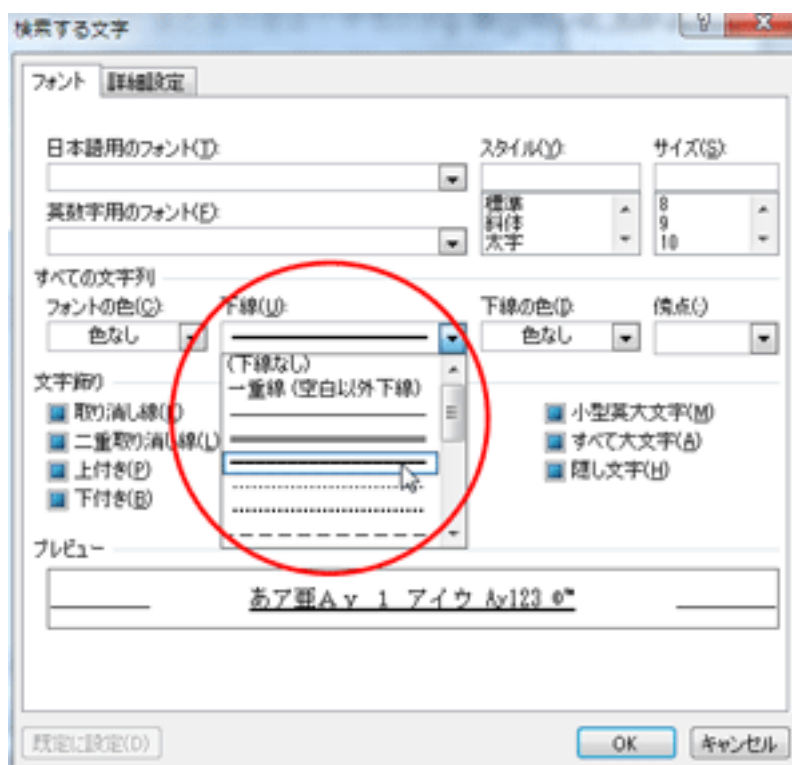 検索する文字
フォント 詳細設定
日本語用のフォント(T): スタイル(Y): サイズ(S):
標準 8
英数字用のフォント(F): 斜体 9
太字 10
すべての文字列
フォントの色(C): 下線(U): 下線の色(I): 傍点(·)
色なし 色なし
(下線なし)
文字飾り 一重線 (空白以外下線)
取り消し線(K) 小型英大文字(M)
二重取り消し線(L) すべて大文字(A)
上付き(P) 隠し文字(H)
下付き(B)
プレビュー
あア亜Ay 1 アイウ Ay123 ©™
既定に設定(D) OK キャンセル